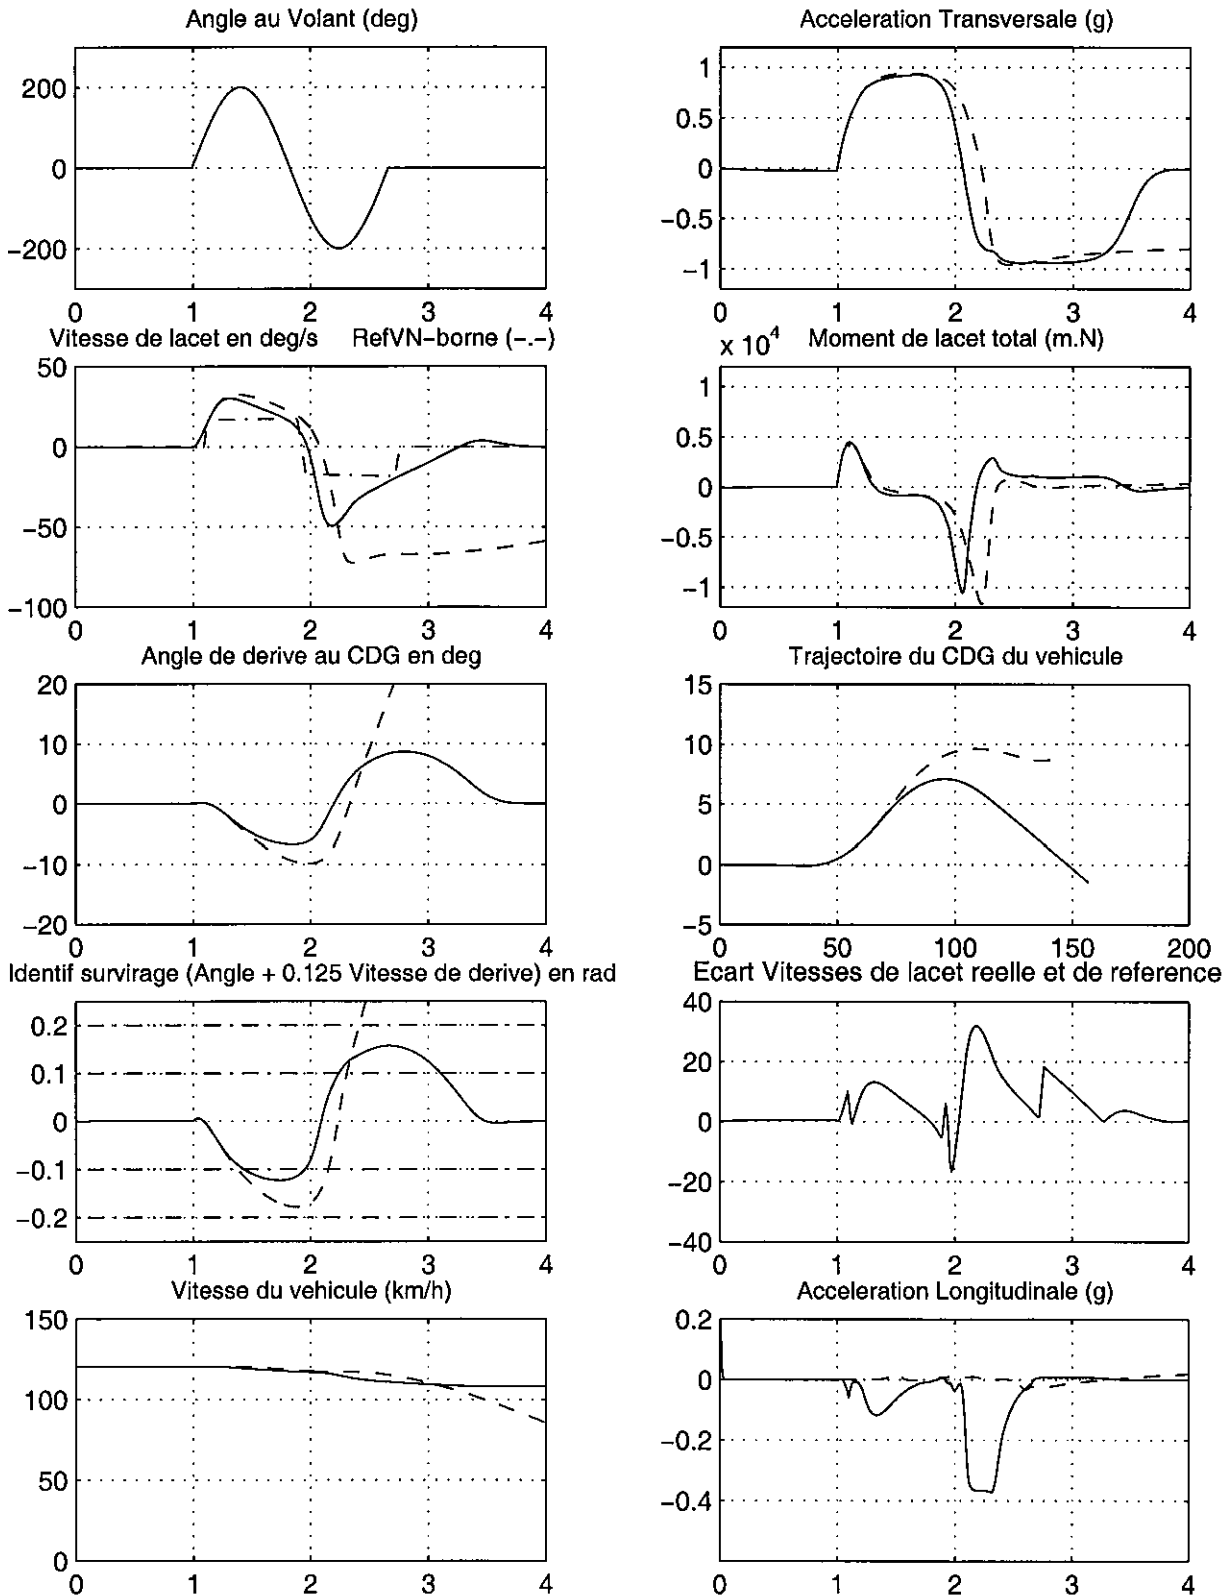 Angle au Volant (deg)
200
0
−200
0 1 2 3 4
Acceleration Transversale (g)
1
0.5
0
−0.5
−1
0 1 2 3 4
Vitesse de lacet en deg/s RefVN−borne (−.−)
50
0
−50
−100
0 1 2 3 4
x 10^4 Moment de lacet total (m.N)
1
0.5
0
−0.5
−1
0 1 2 3 4
Angle de derive au CDG en deg
20
10
0
−10
−20
0 1 2 3 4
Trajectoire du CDG du vehicule
15
10
5
0
−5
0 50 100 150 200
Identif survirage (Angle + 0.125 Vitesse de derive) en rad
0.2
0.1
0
−0.1
−0.2
0 1 2 3 4
Ecart Vitesses de lacet reelle et de reference
40
20
0
−20
−40
0 1 2 3 4
Vitesse du vehicule (km/h)
150
100
50
0
0 1 2 3 4
Acceleration Longitudinale (g)
0.2
0
−0.2
−0.4
0 1 2 3 4